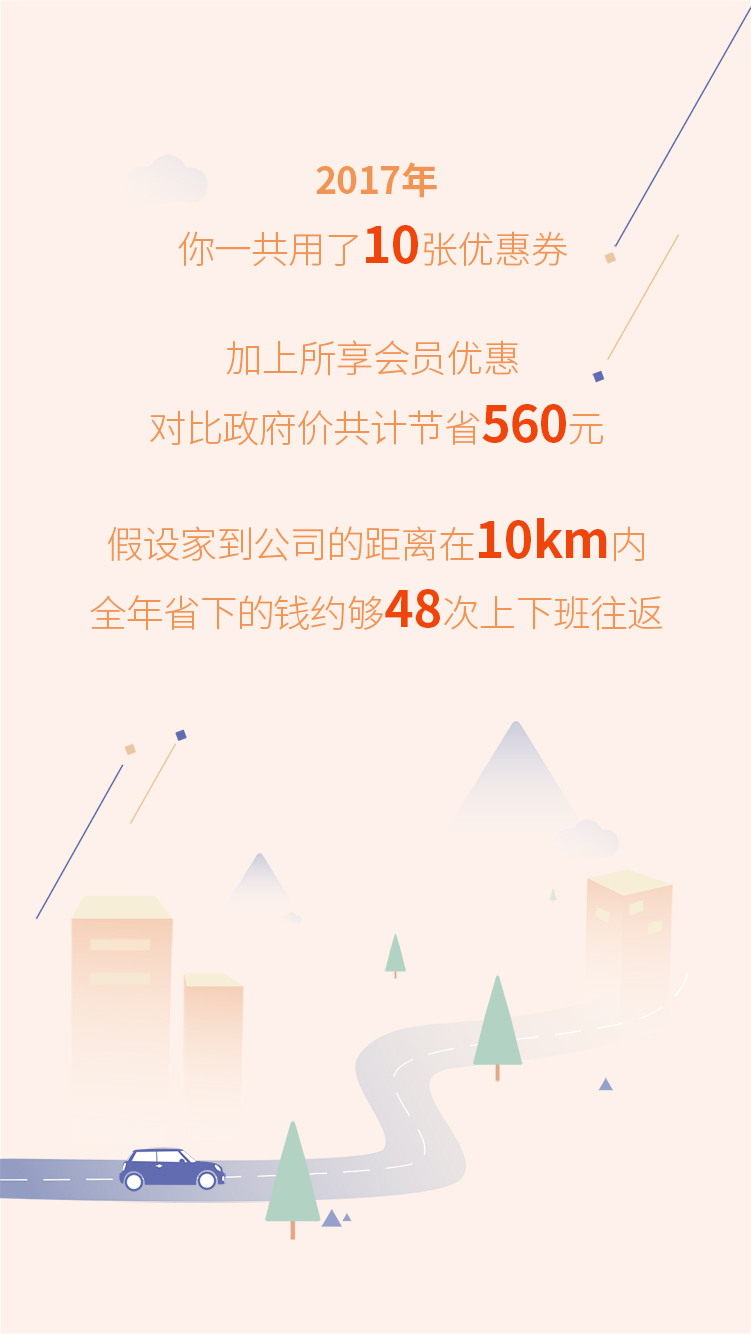 2017年
你一共用了10张优惠券
加上所享会员优惠
对比政府价共计节省560元
假设家到公司的距离在10km内
全年省下的钱约够48次上下班往返